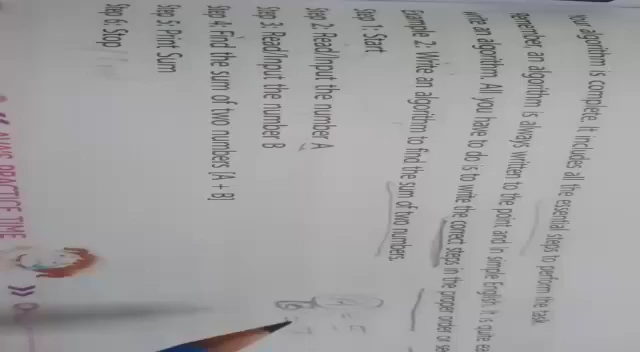 Your algorithm is complete. It includes all the essential steps to perform the task.
Remember, an algorithm is always written to the point and in simple English. It is quite
write an algorithm. All you have to do is to write the correct steps in the proper order or
Example 2: Write an algorithm to find the sum of two numbers.
Step 1: Start
Step 2: Read/Input the number A
Step 3: Read/Input the number B
Step 4: Find the sum of two numbers [A + B]
Step 5: Print Sum
Step 6: Stop
PRACTICE TIME